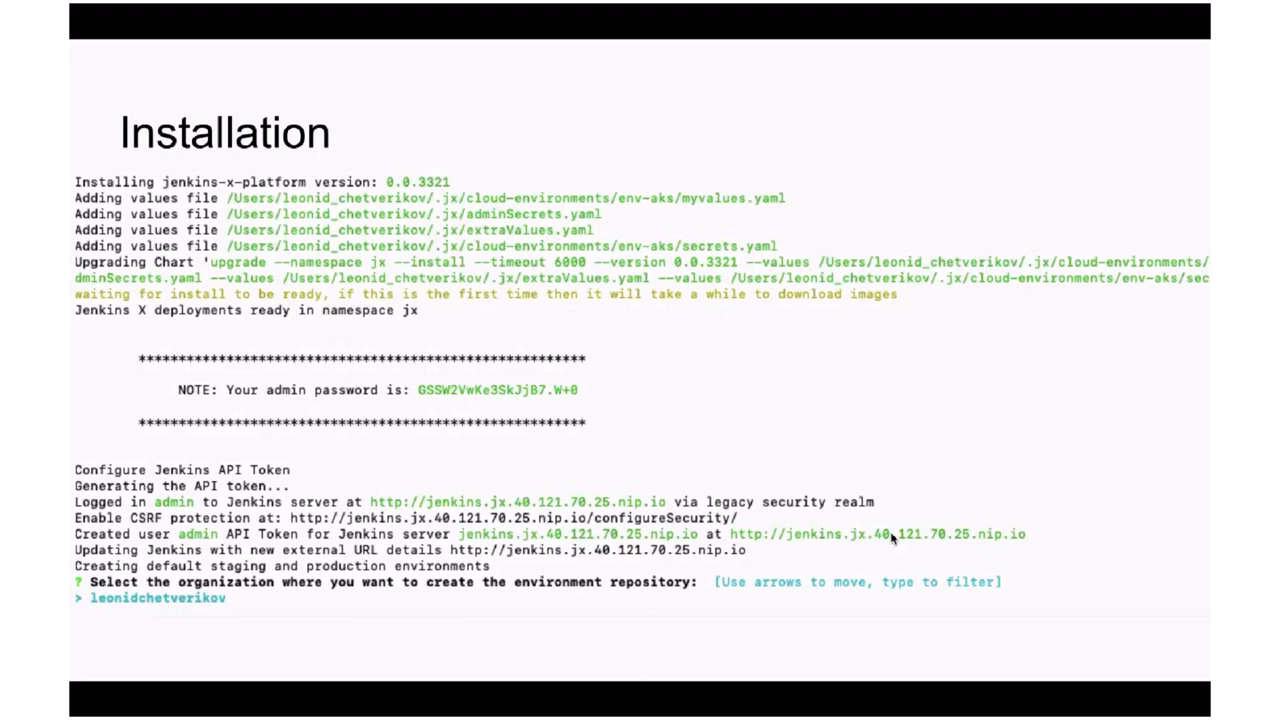 Installation
Installing jenkins-x-platform version: 0.0.3321
Adding values file /Users/leonid_chetverikov/.jx/cloud-environments/env-aks/myvalues.yaml
Adding values file /Users/leonid_chetverikov/.jx/adminSecrets.yaml
Adding values file /Users/leonid_chetverikov/.jx/extraValues.yaml
Adding values file /Users/leonid_chetverikov/.jx/cloud-environments/env-aks/secrets.yaml
Upgrading Chart 'upgrade --namespace jx --install --timeout 6000 --version 0.0.3321 --values /Users/leonid_chetverikov/.jx/cloud-environments/
dminSecrets.yaml --values /Users/leonid_chetverikov/.jx/extraValues.yaml --values /Users/leonid_chetverikov/.jx/cloud-environments/env-aks/sec
waiting for install to be ready, if this is the first time then it will take a while to download images
Jenkins X deployments ready in namespace jx
********************************************************
NOTE: Your admin password is: GSSW2VwKe3SkJjB7.W+0
********************************************************
Configure Jenkins API Token
Generating the API token...
Logged in admin to Jenkins server at http://jenkins.jx.40.121.70.25.nip.io via legacy security realm
Enable CSRF protection at: http://jenkins.jx.40.121.70.25.nip.io/configureSecurity/
Created user admin API Token for Jenkins server jenkins.jx.40.121.70.25.nip.io at http://jenkins.jx.40.121.70.25.nip.io
Updating Jenkins with new external URL details http://jenkins.jx.40.121.70.25.nip.io
Creating default staging and production environments
? Select the organization where you want to create the environment repository: [Use arrows to move, type to filter]
> leonidchetverikov